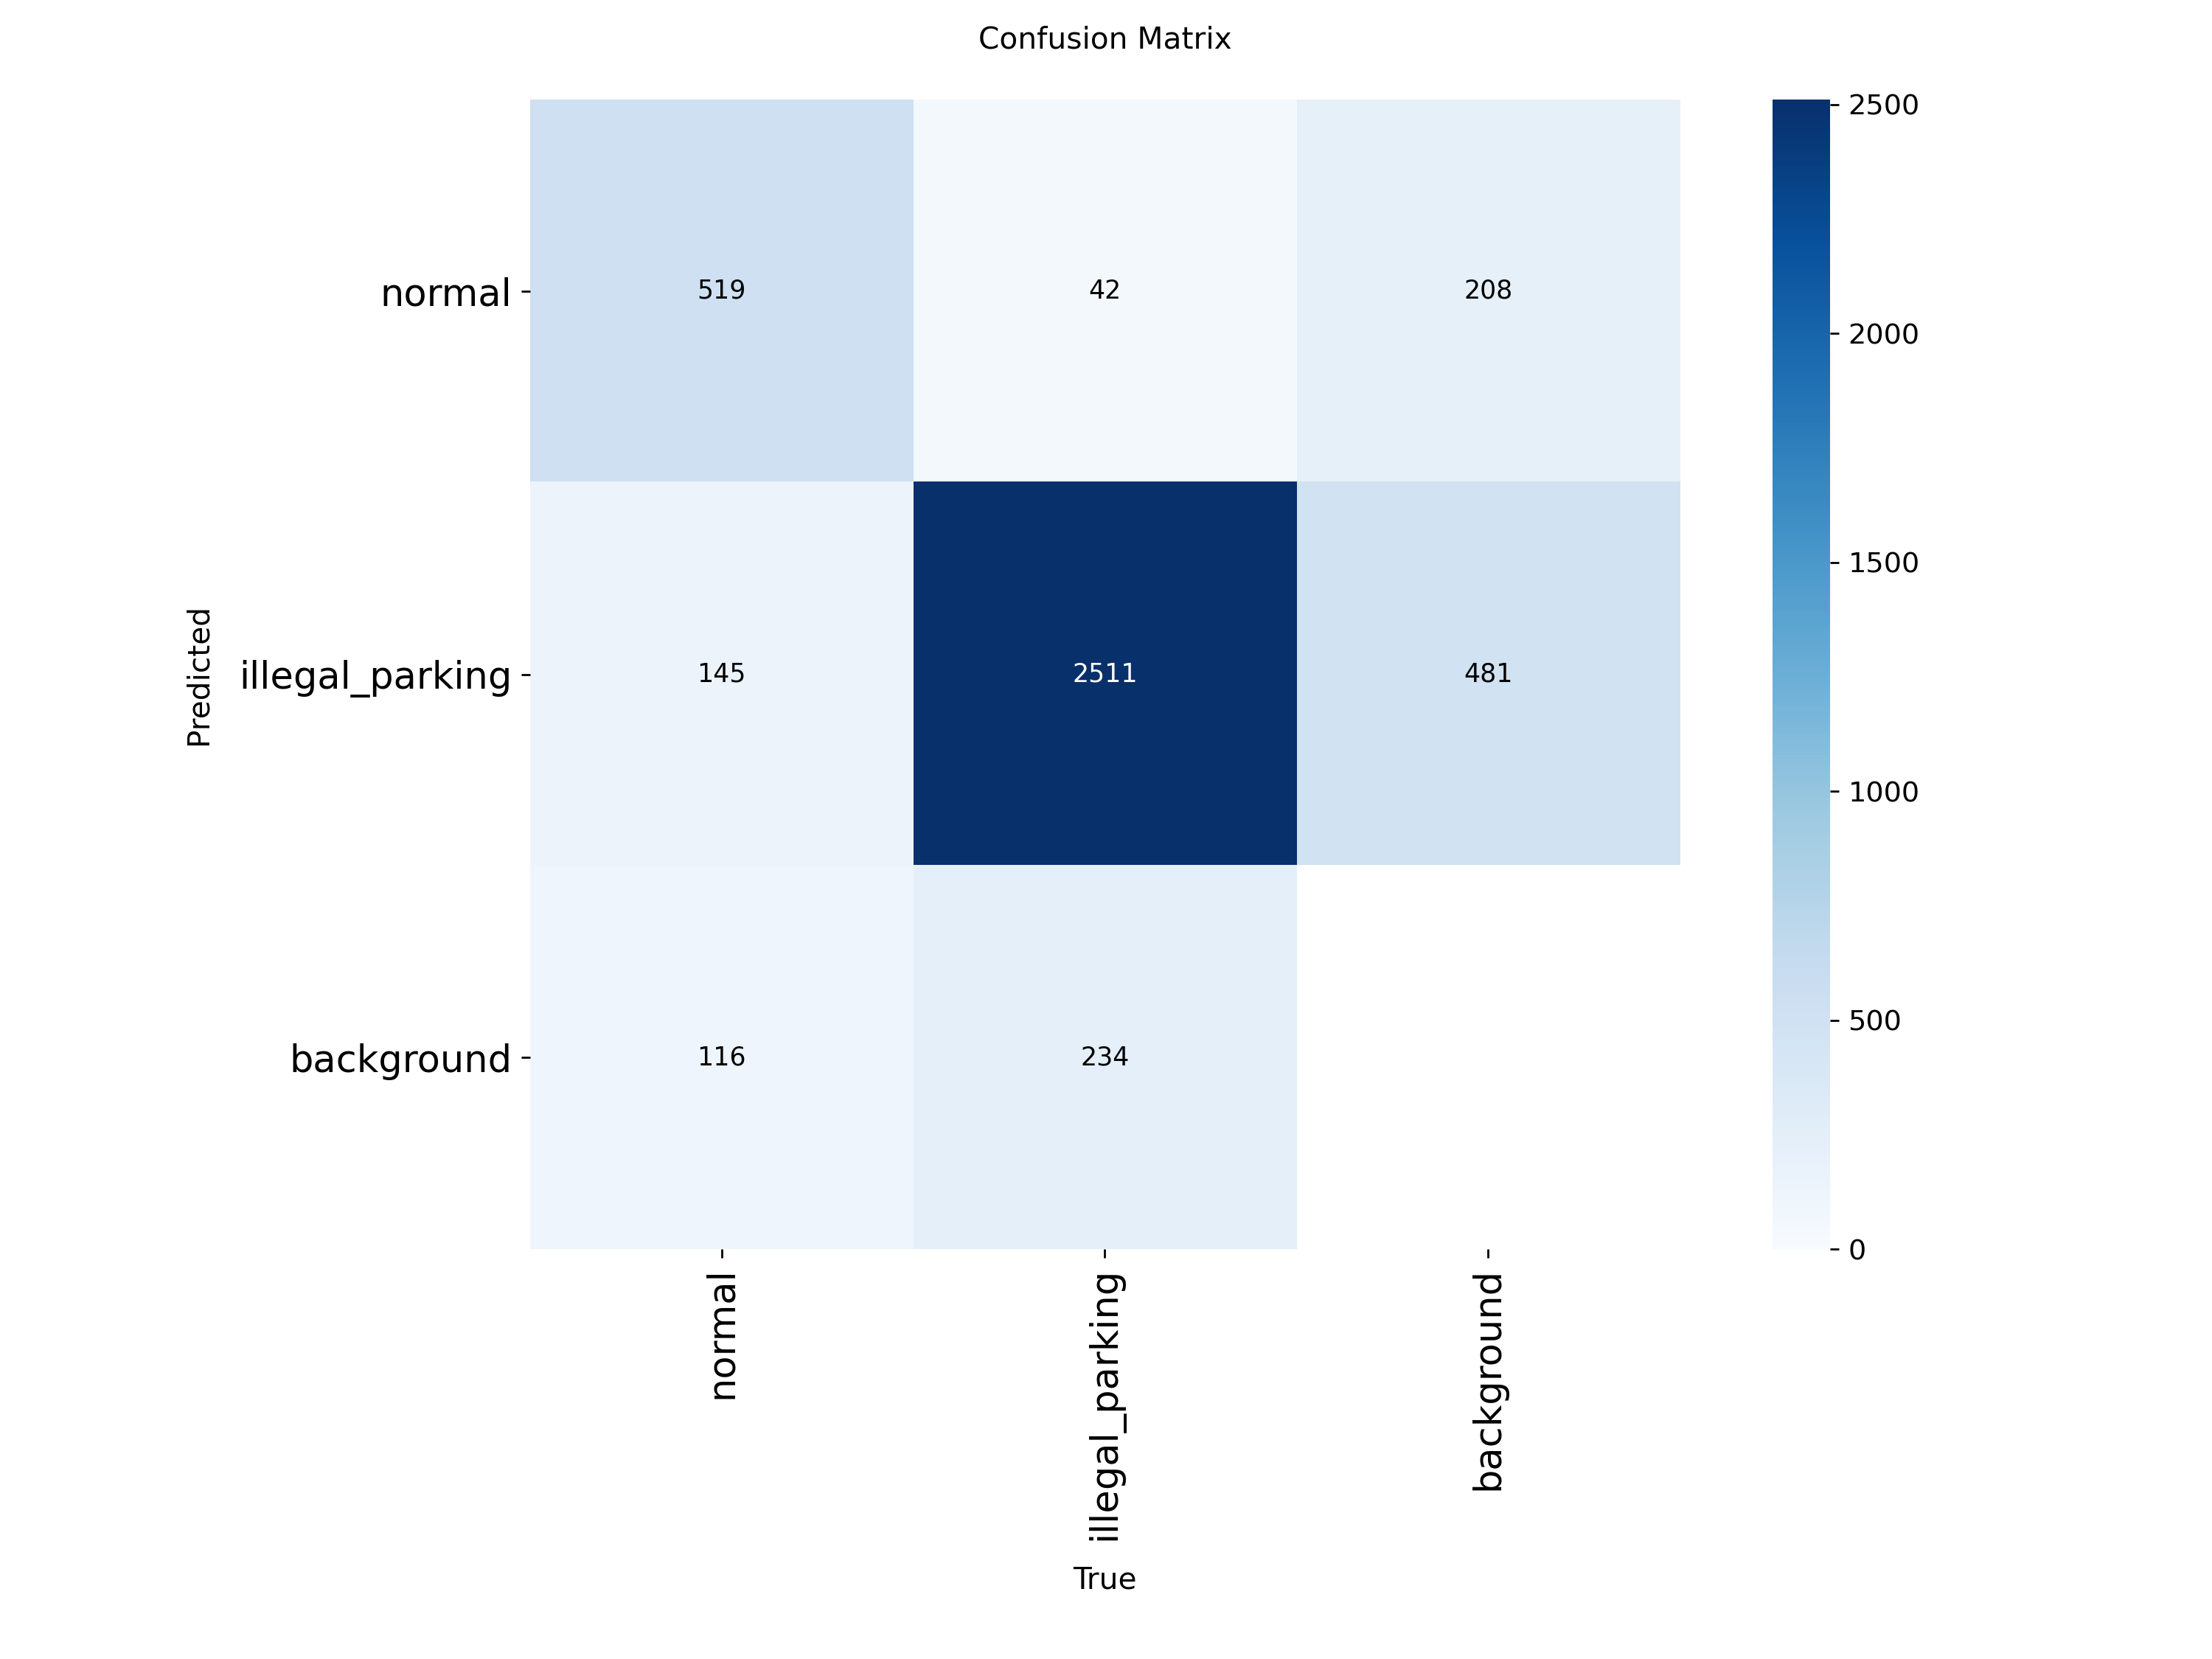 Confusion Matrix
normal
519
42
208
Predicted
illegal_parking
145
2511
481
background
116
234
normal
illegal_parking
background
True
2500
2000
1500
1000
500
0